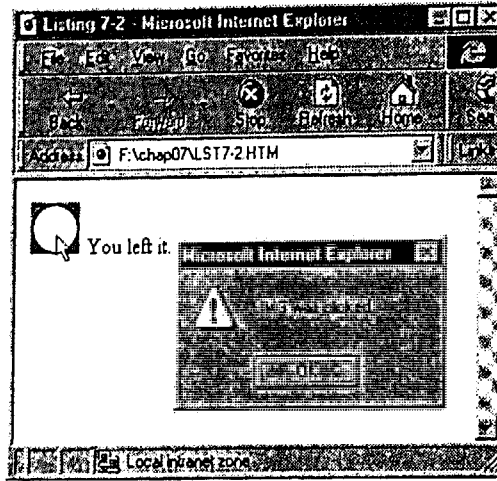 Listing 7-2 - Microsoft Internet Explorer
File Edit View Go Favorites Help
Back Forward Stop Refresh Home
Address F:\chap07\LST7-2.HTM Links
You left it.
Microsoft Internet Explorer
OK
Local intranet zone